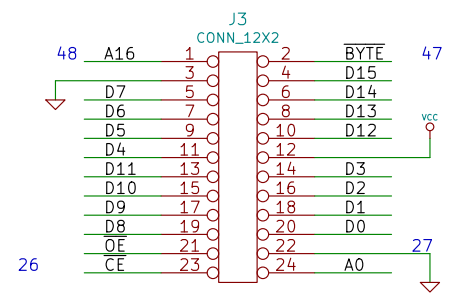 J3
CONN_12X2
48 A16 1 2 BYTE 47
3 4 D15
D7 5 6 D14
D6 7 8 D13
D5 9 10 D12 VCC
D4 11 12
D11 13 14 D3
D10 15 16 D2
D9 17 18 D1
D8 19 20 D0
OE 21 22 27
26 CE 23 24 A0